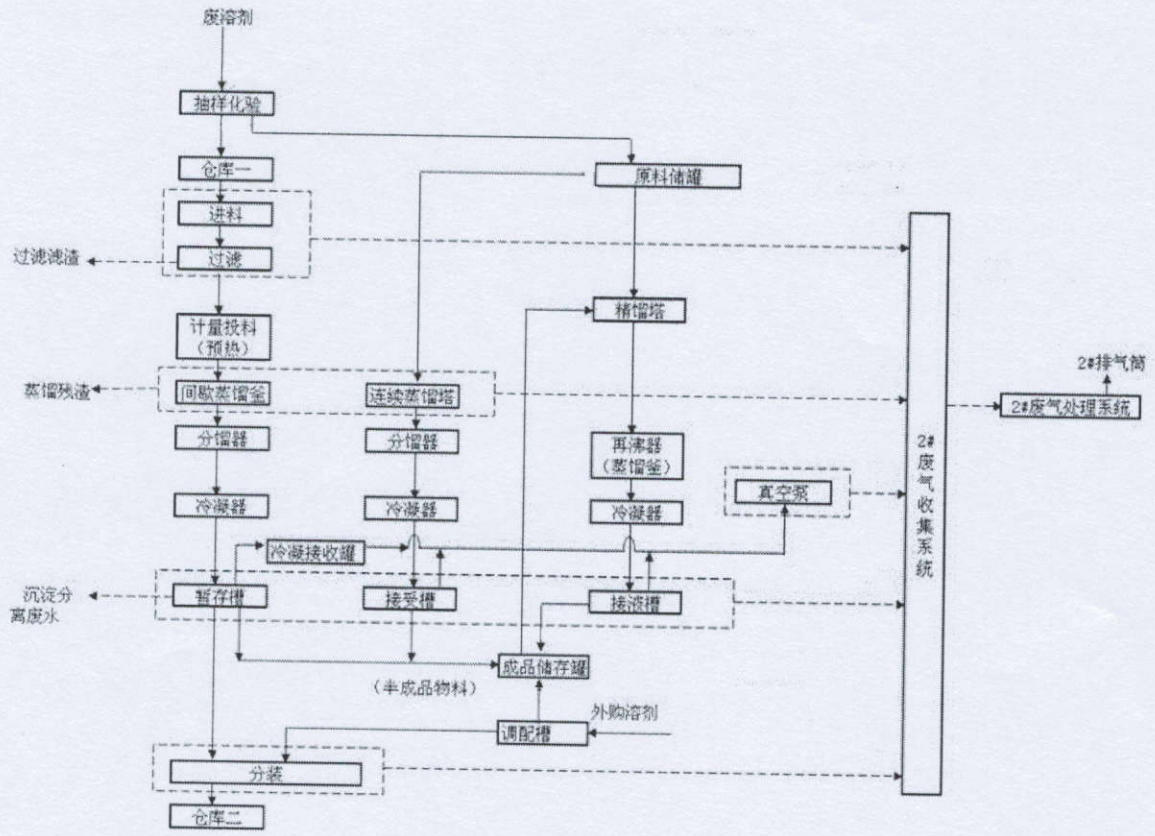 废溶剂
抽样化验
仓库一
原料储罐
进料
过滤滤渣
过滤
精馏塔
计量投料
(预热)
2#排气筒
蒸馏残渣
间歇蒸馏釜
连续蒸馏塔
2#废气处理系统
分馏器
分馏器
再沸器
(蒸馏釜)
2#废气收集系统
真空泵
冷凝器
冷凝器
冷凝器
冷凝接收罐
沉淀分
离废水
暂存槽
接受槽
接液槽
成品储存罐
(半成品物料)
外购溶剂
调配槽
分装
仓库二